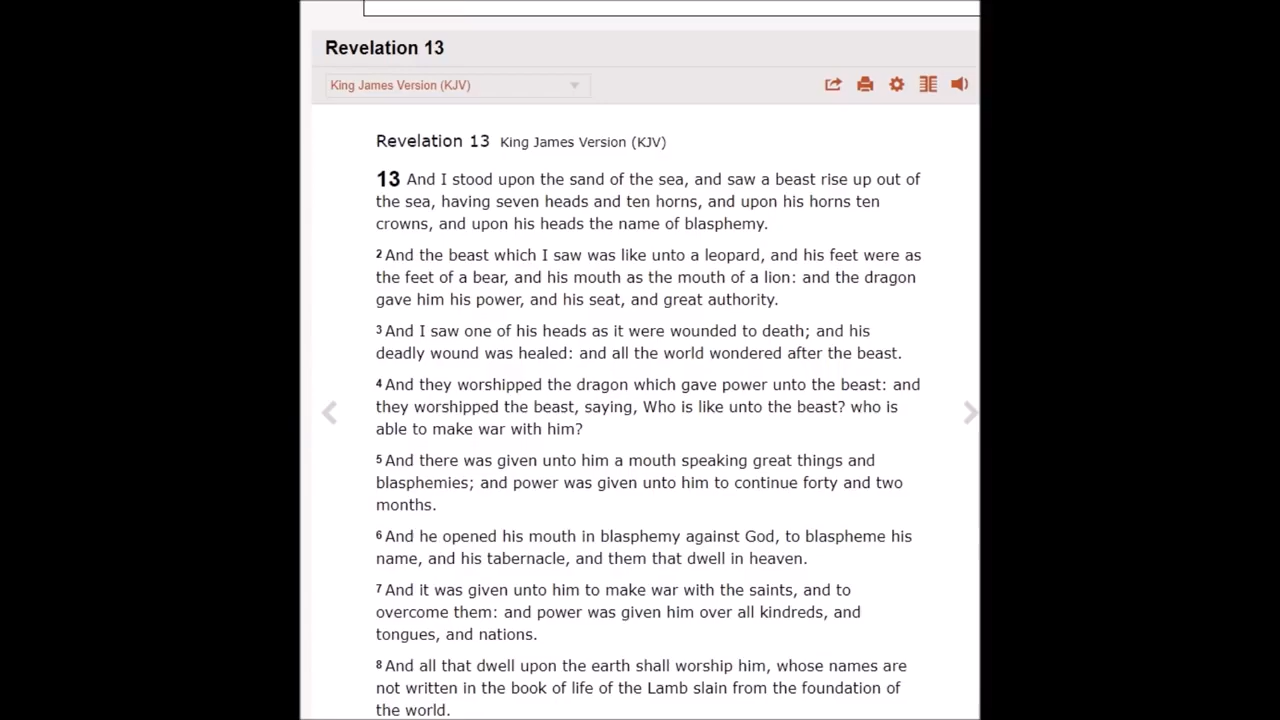 Revelation 13
King James Version (KJV)
Revelation 13 King James Version (KJV)
13 And I stood upon the sand of the sea, and saw a beast rise up out of
the sea, having seven heads and ten horns, and upon his horns ten
crowns, and upon his heads the name of blasphemy.
2 And the beast which I saw was like unto a leopard, and his feet were as
the feet of a bear, and his mouth as the mouth of a lion: and the dragon
gave him his power, and his seat, and great authority.
3 And I saw one of his heads as it were wounded to death; and his
deadly wound was healed: and all the world wondered after the beast.
4 And they worshipped the dragon which gave power unto the beast: and
they worshipped the beast, saying, Who is like unto the beast? who is
able to make war with him?
5 And there was given unto him a mouth speaking great things and
blasphemies; and power was given unto him to continue forty and two
months.
6 And he opened his mouth in blasphemy against God, to blaspheme his
name, and his tabernacle, and them that dwell in heaven.
7 And it was given unto him to make war with the saints, and to
overcome them: and power was given him over all kindreds, and
tongues, and nations.
8 And all that dwell upon the earth shall worship him, whose names are
not written in the book of life of the Lamb slain from the foundation of
the world.